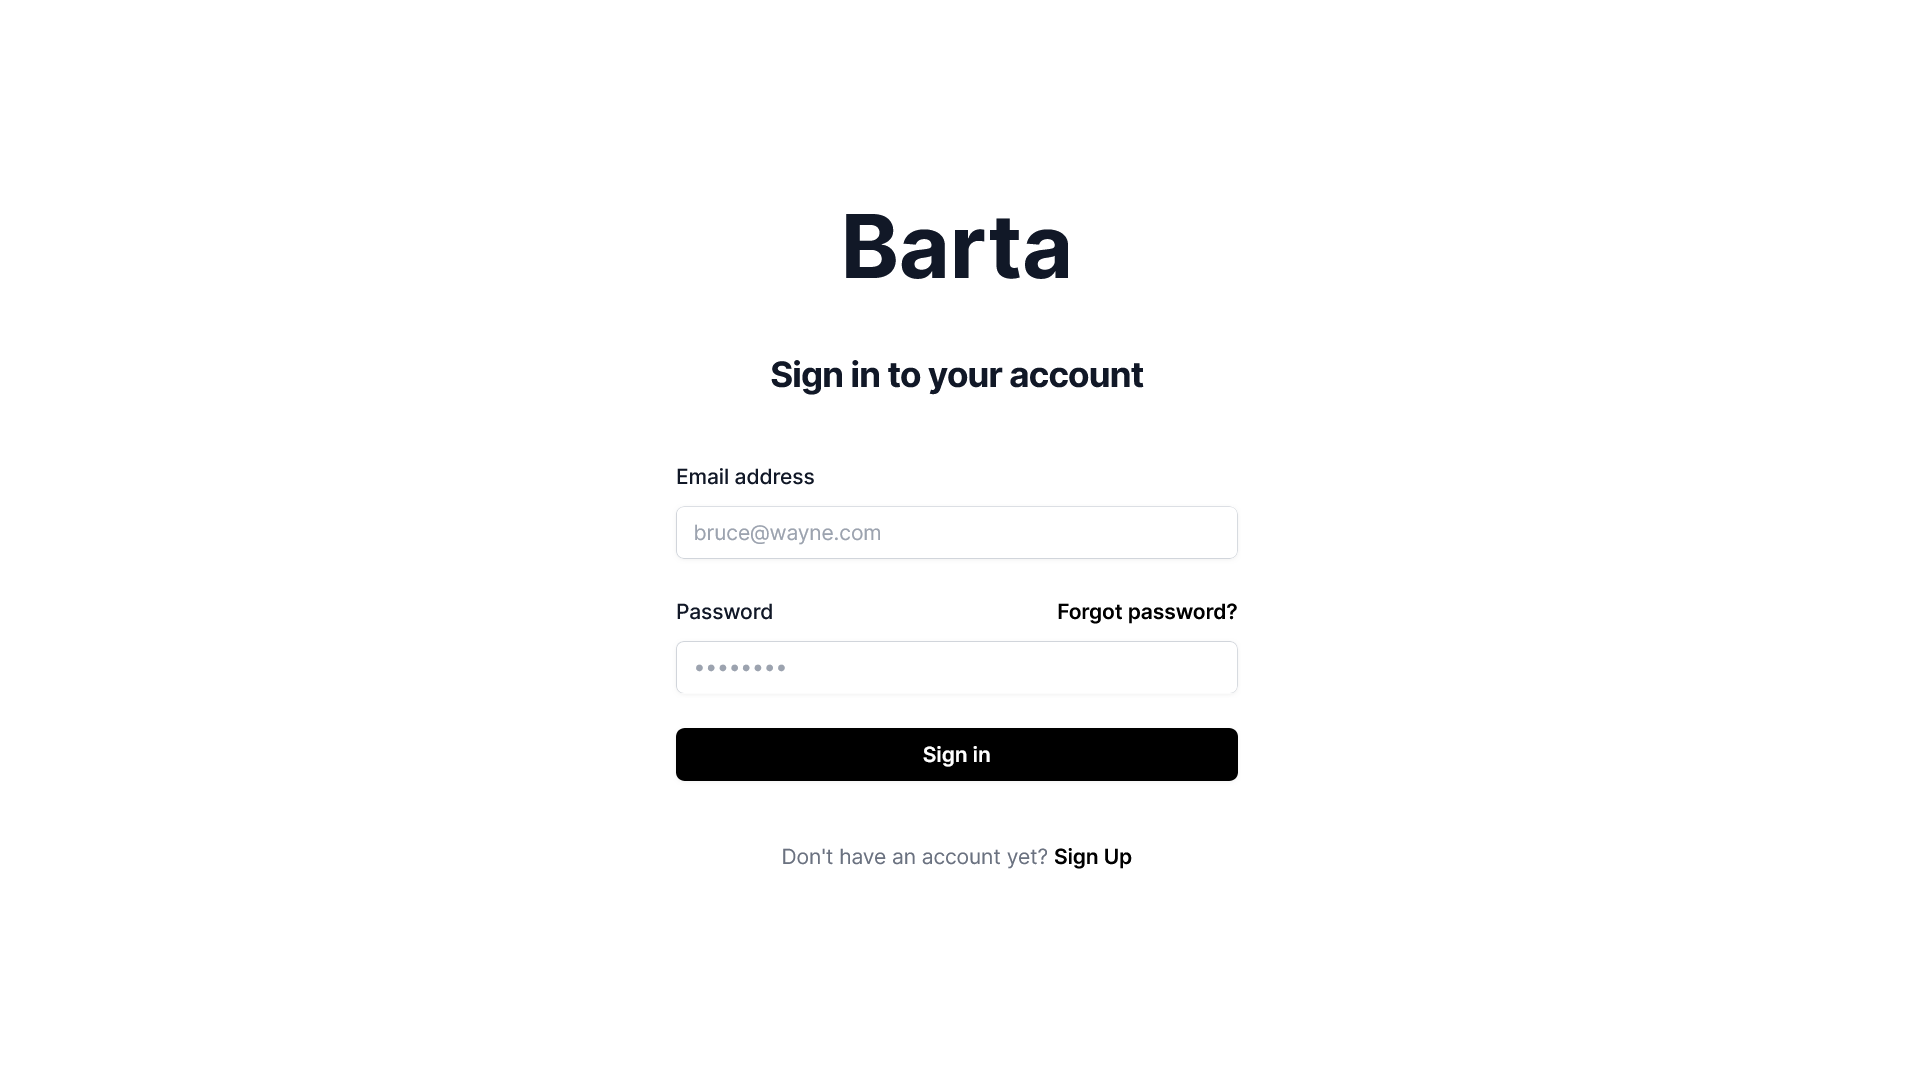 Barta
Sign in to your account
Email address
bruce@wayne.com
Password Forgot password?
••••••••
Sign in
Don't have an account yet? Sign Up